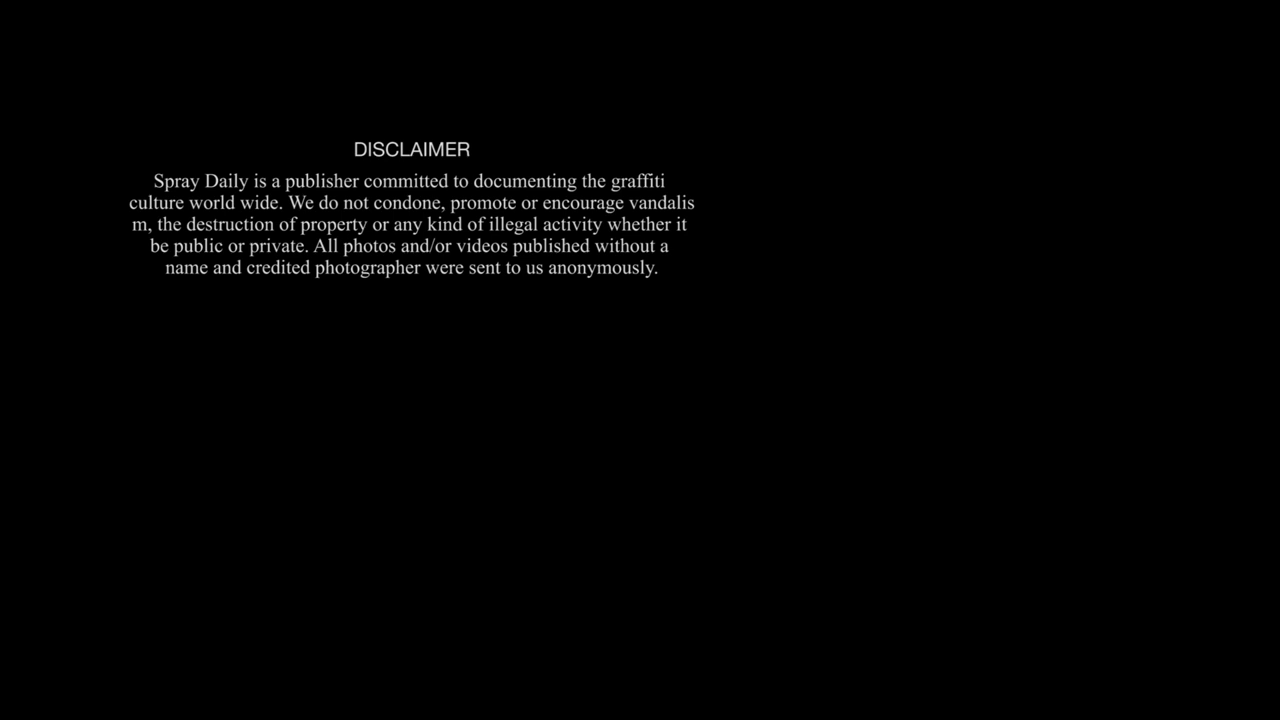 DISCLAIMER
Spray Daily is a publisher committed to documenting the graffiti
culture world wide. We do not condone, promote or encourage vandalis
m, the destruction of property or any kind of illegal activity whether it
be public or private. All photos and/or videos published without a
name and credited photographer were sent to us anonymously.